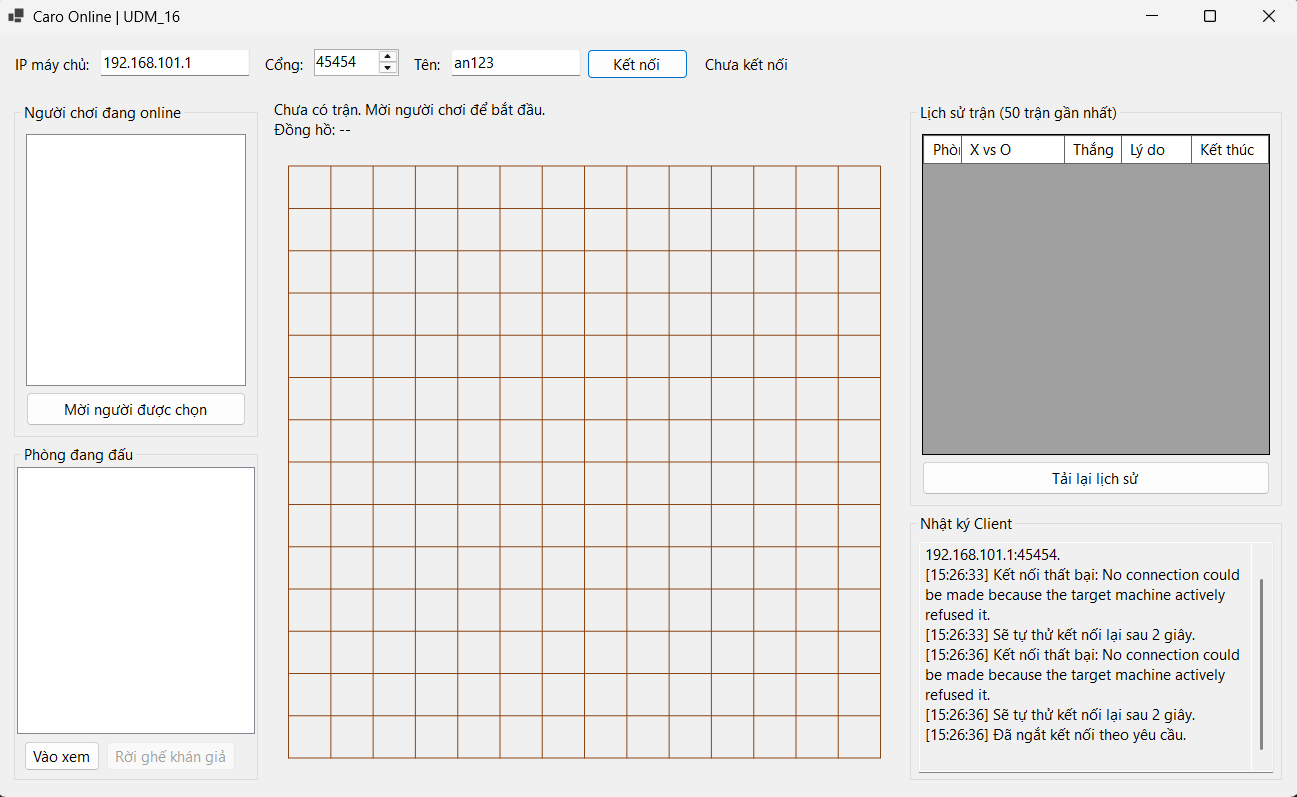 Caro Online | UDM_16
IP máy chủ: 192.168.101.1 Cổng: 45454 Tên: an123 Kết nối Chưa kết nối
Người chơi đang online
Mời người được chọn
Phòng đang đấu
Vào xem Rời ghế khán giả
Chưa có trận. Mời người chơi để bắt đầu.
Đồng hồ: --
Lịch sử trận (50 trận gần nhất)
Phòn X vs O Thắng Lý do Kết thúc
Tải lại lịch sử
Nhật ký Client
192.168.101.1:45454.
[15:26:33] Kết nối thất bại: No connection could
be made because the target machine actively
refused it.
[15:26:33] Sẽ tự thử kết nối lại sau 2 giây.
[15:26:36] Kết nối thất bại: No connection could
be made because the target machine actively
refused it.
[15:26:36] Sẽ tự thử kết nối lại sau 2 giây.
[15:26:36] Đã ngắt kết nối theo yêu cầu.